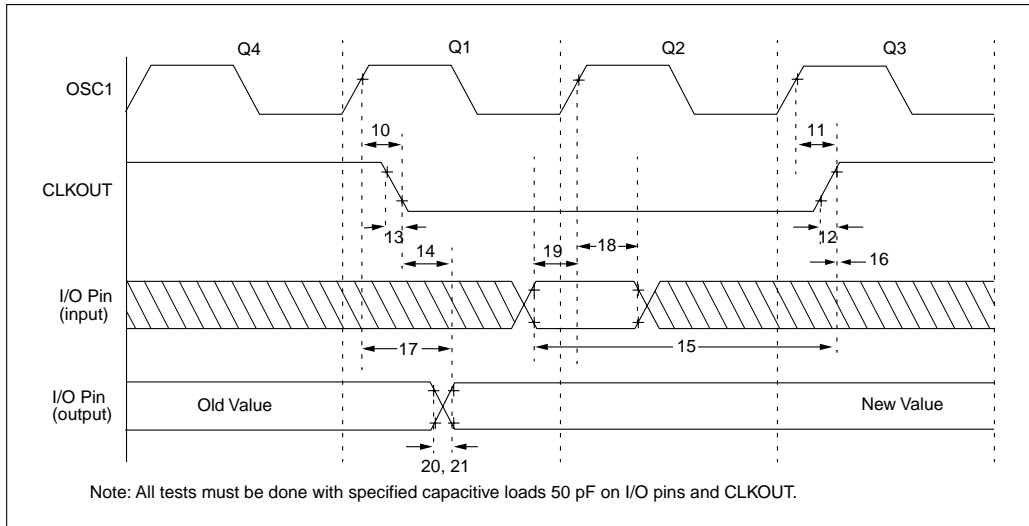 Q4 Q1 Q2 Q3
OSC1
10 11
CLKOUT
13 12
14 19 18 16
I/O Pin
(input)
17 15
I/O Pin
(output)
Old Value New Value
20, 21
Note: All tests must be done with specified capacitive loads 50 pF on I/O pins and CLKOUT.